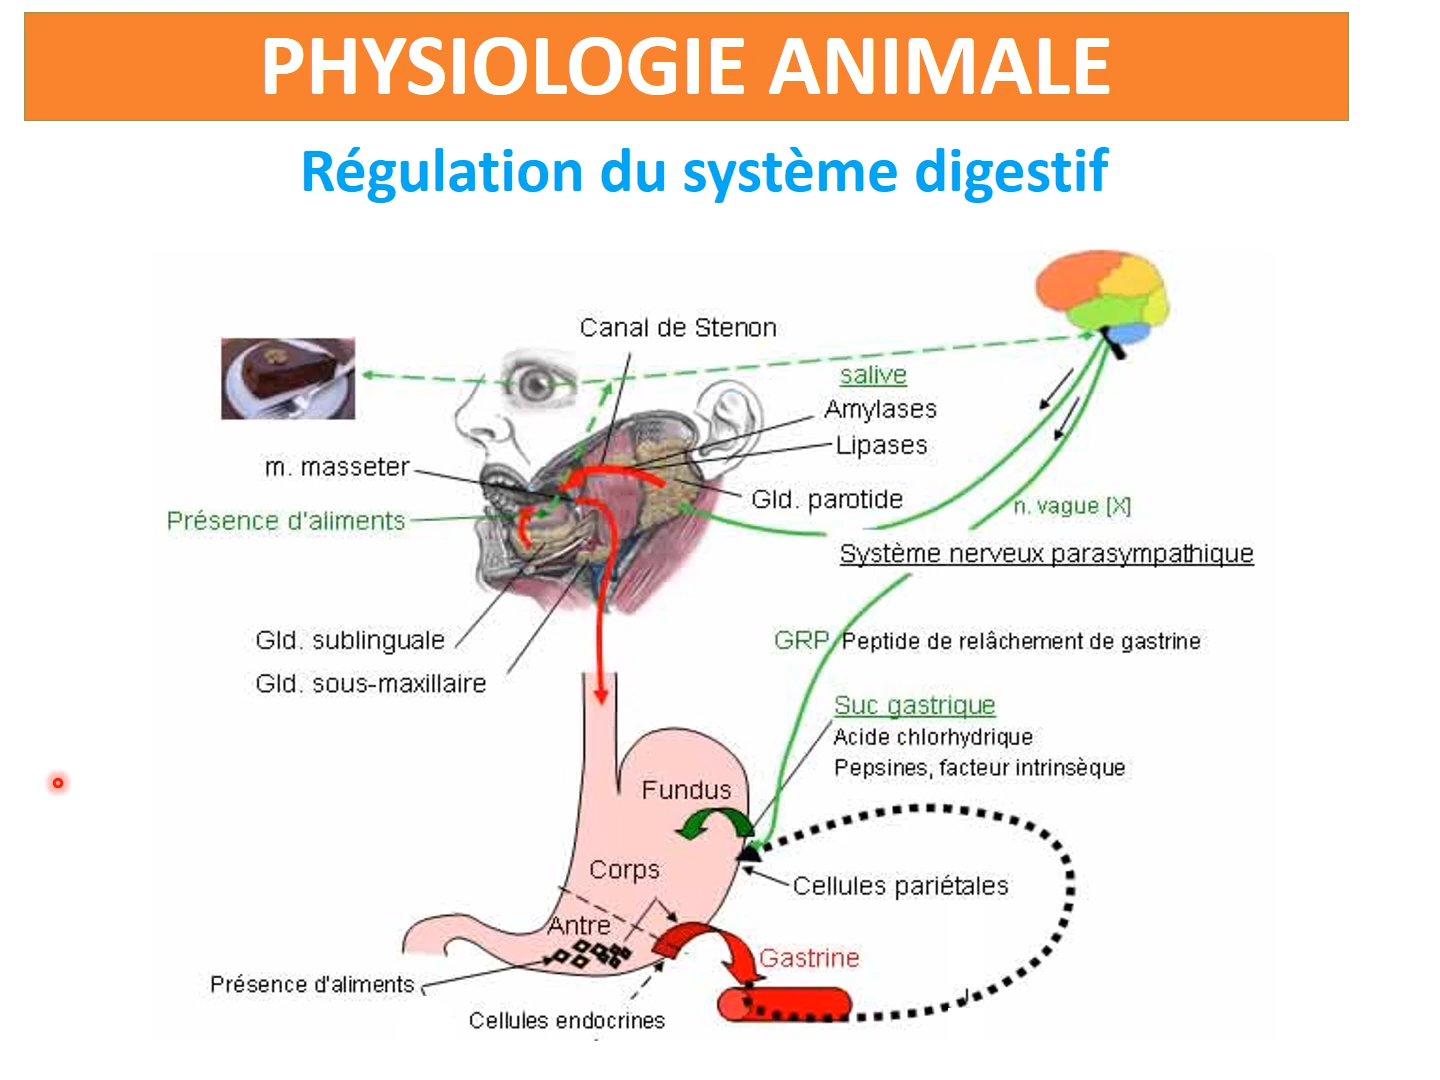 PHYSIOLOGIE ANIMALE
Régulation du système digestif
Canal de Stenon
salive
Amylases
Lipases
m. masseter
Gld. parotide
Présence d'aliments
n. vague [X]
Système nerveux parasympathique
Gld. sublinguale
GRP Peptide de relâchement de gastrine
Gld. sous-maxillaire
Suc gastrique
Acide chlorhydrique
Pepsines, facteur intrinsèque
Fundus
Corps
Cellules pariétales
Antre
Gastrine
Présence d'aliments
Cellules endocrines